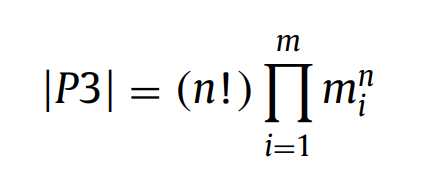 |P3| = (n!) ∏_{i=1}^{m} m_i^n